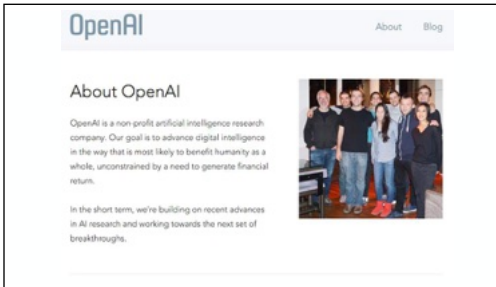 OpenAI
About Blog
About OpenAI
OpenAI is a non-profit artificial intelligence research
company. Our goal is to advance digital intelligence
in the way that is most likely to benefit humanity as a
whole, unconstrained by a need to generate financial
return.
In the short term, we're building on recent advances
in AI research and working towards the next set of
breakthroughs.